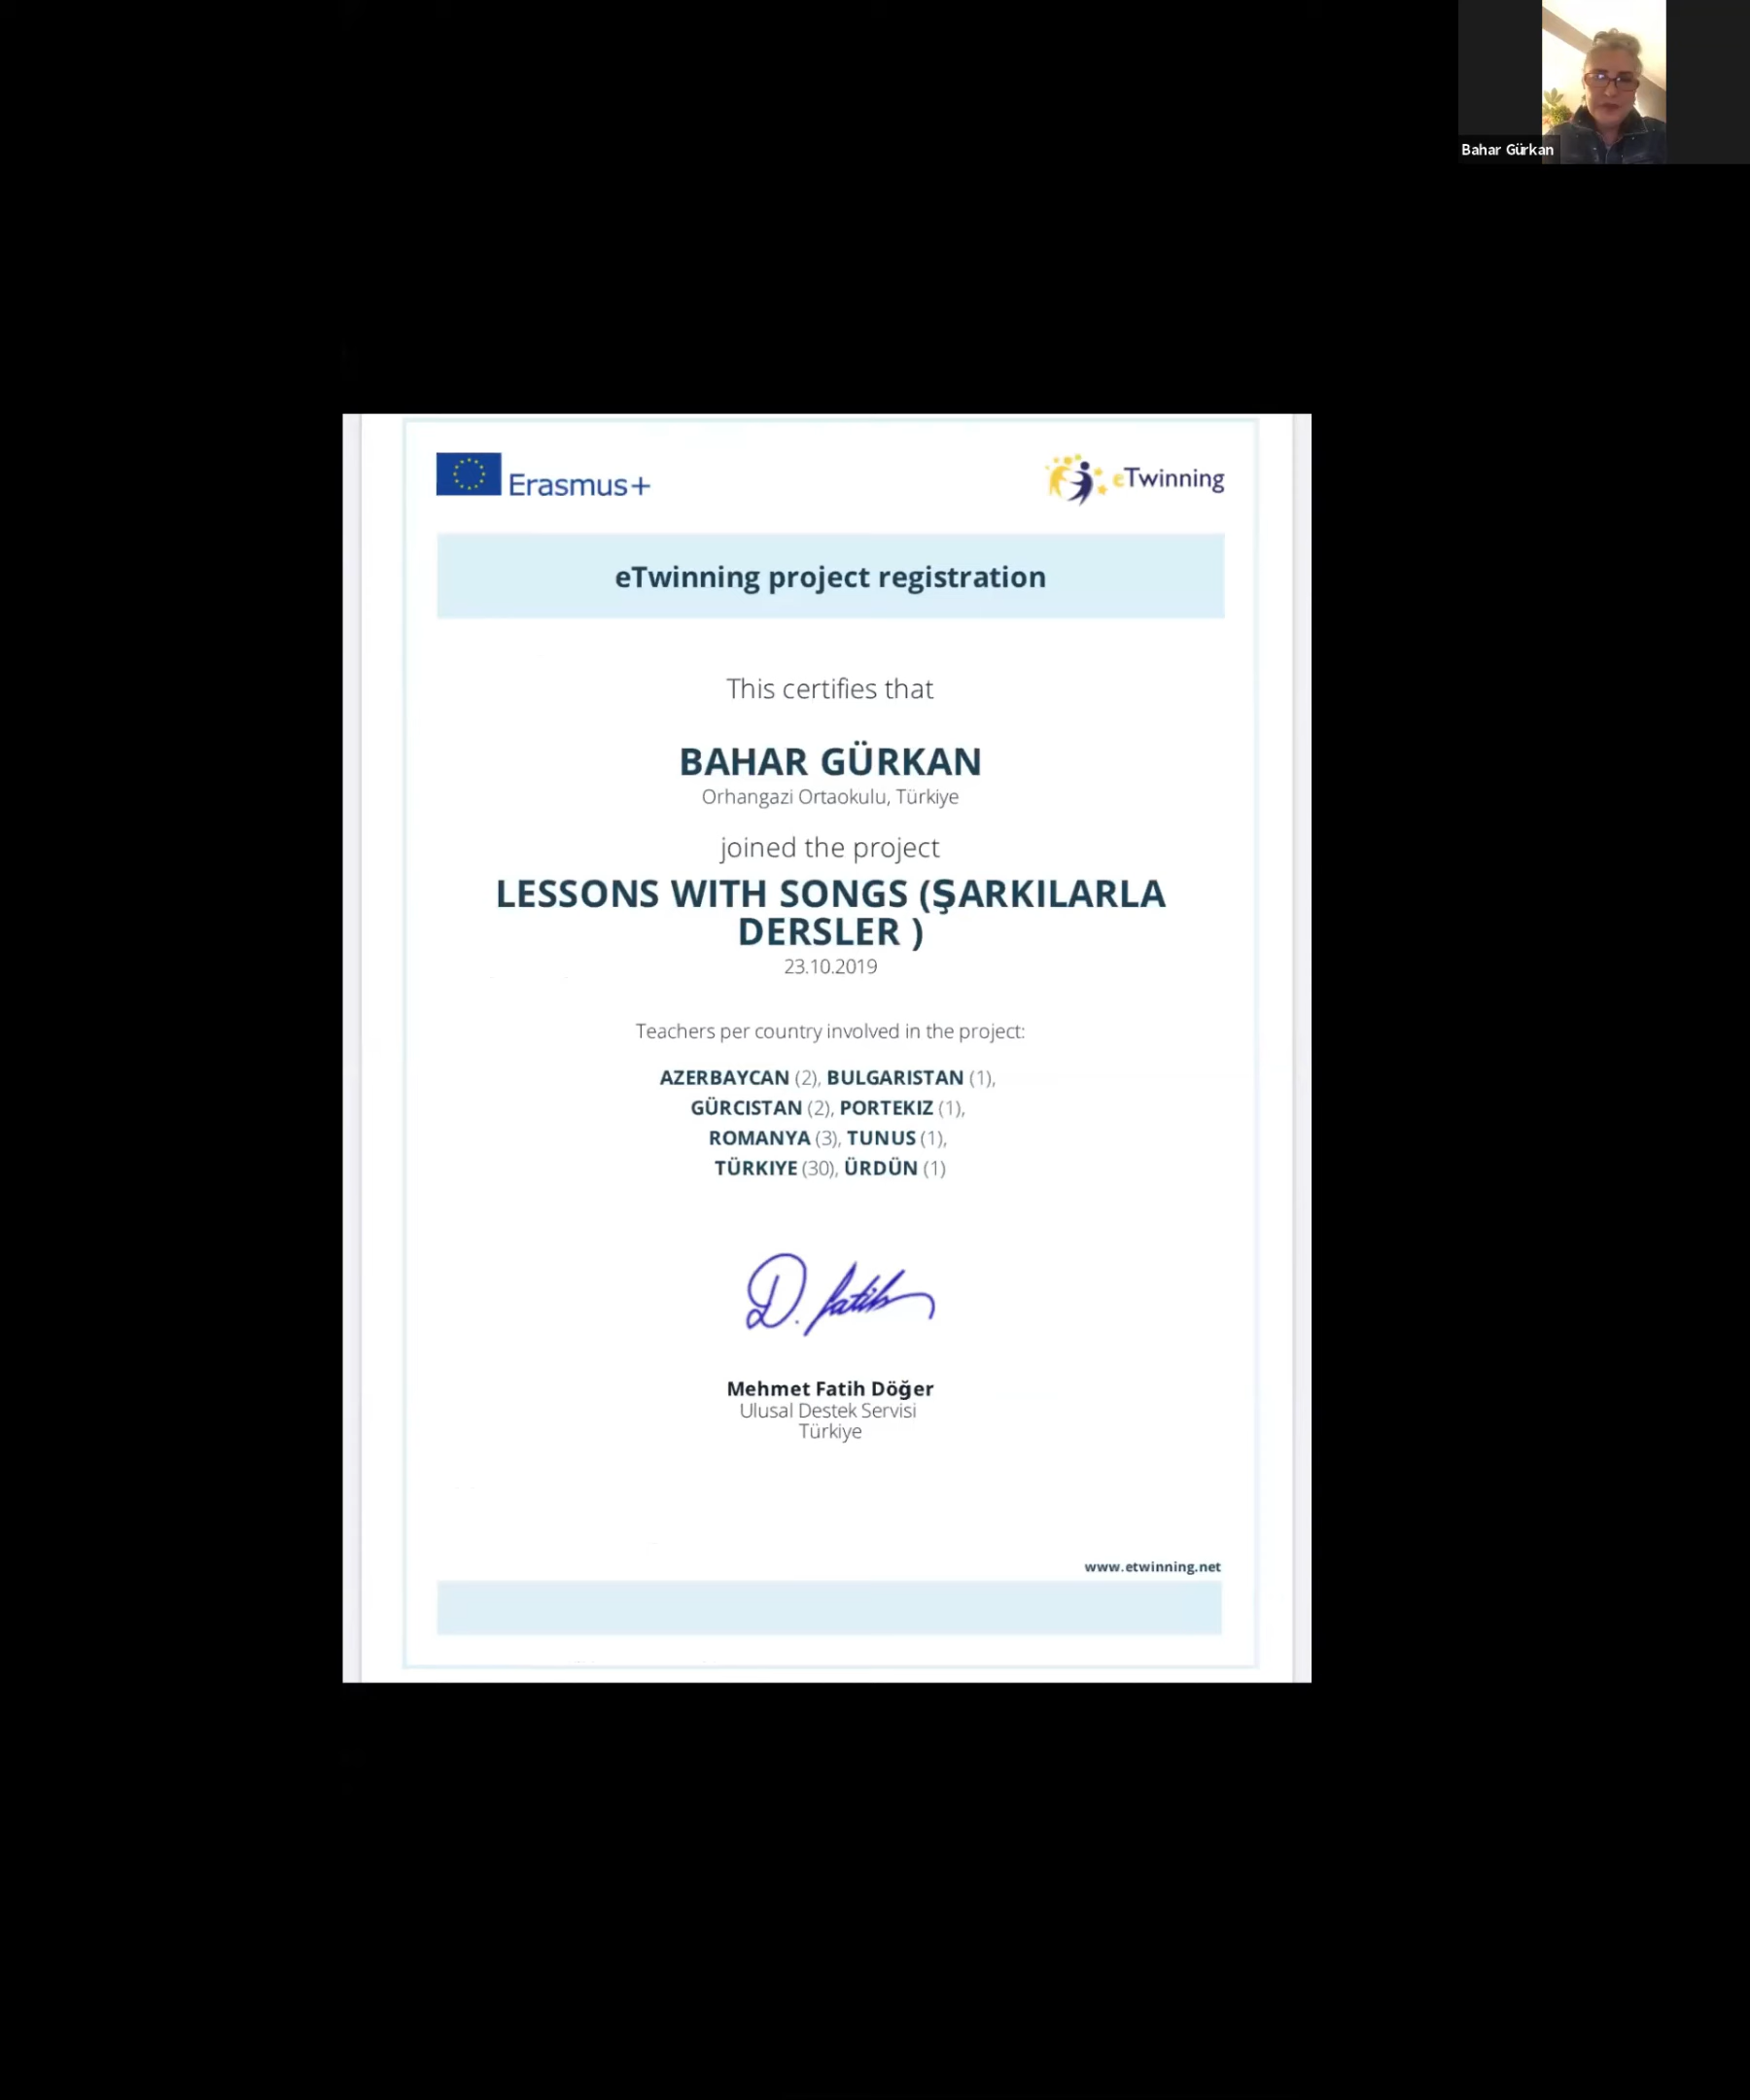 Bahar Gürkan
Erasmus+
eTwinning
eTwinning project registration
This certifies that
BAHAR GÜRKAN
Orhangazi Ortaokulu, Türkiye
joined the project
LESSONS WITH SONGS (ŞARKILARLA
DERSLER )
23.10.2019
Teachers per country involved in the project:
AZERBAYCAN (2), BULGARISTAN (1),
GÜRCISTAN (2), PORTEKIZ (1),
ROMANYA (3), TUNUS (1),
TÜRKIYE (30), ÜRDÜN (1)
D. Fatih
Mehmet Fatih Döğer
Ulusal Destek Servisi
Türkiye
www.etwinning.net